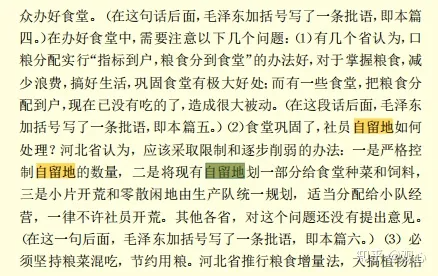 众办好食堂。(在这句话后面，毛泽东加括号写了一条批语，即本篇
四。)在办好食堂中，需要注意以下几个问题：(1)有几个省认为，口
粮分配实行“指标到户，粮食分到食堂”的办法好，对于掌握粮食，减
少浪费，搞好生活，巩固食堂有极大好处；而有一些食堂，把粮食分
配到户，现在已没有吃的了，造成很大被动。(在这段话后面，毛泽东
加括号写了一条批语，即本篇五。)(2)食堂巩固了，社员自留地如何
处理？河北省认为，应该采取限制和逐步削弱的办法：一是严格控
制自留地的数量，二是将现有自留地划一部分给食堂种菜和饲料，
三是小片开荒和零散闲地由生产队统一规划，适当分配给小队经
营，一律不许社员开荒。其他各省，对这个问题还没有提出意见。
(在这一句后面，毛泽东加括号写了一条批语，即本篇六。)(3)必
须坚持粮菜混吃，节约用粮。河北省推行粮食增量法，大搞植物秸